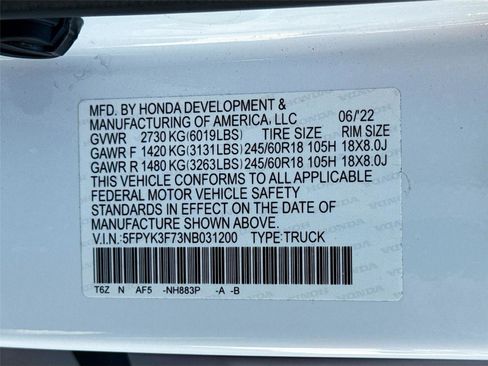 MFD. BY HONDA DEVELOPMENT &
MANUFACTURING OF AMERICA, LLC 06/'22
GVWR 2730 KG(6019LBS) TIRE SIZE RIM SIZE
GAWR F 1420 KG(3131LBS) 245/60R18 105H 18X8.0J
GAWR R 1480 KG(3263LBS) 245/60R18 105H 18X8.0J
THIS VEHICLE CONFORMS TO ALL APPLICABLE
FEDERAL MOTOR VEHICLE SAFETY
STANDARDS IN EFFECT ON THE DATE OF
MANUFACTURE SHOWN ABOVE.
V.I.N.:5FPYK3F73NB031200 TYPE:TRUCK
T6Z N AF5 -NH883P -A -B